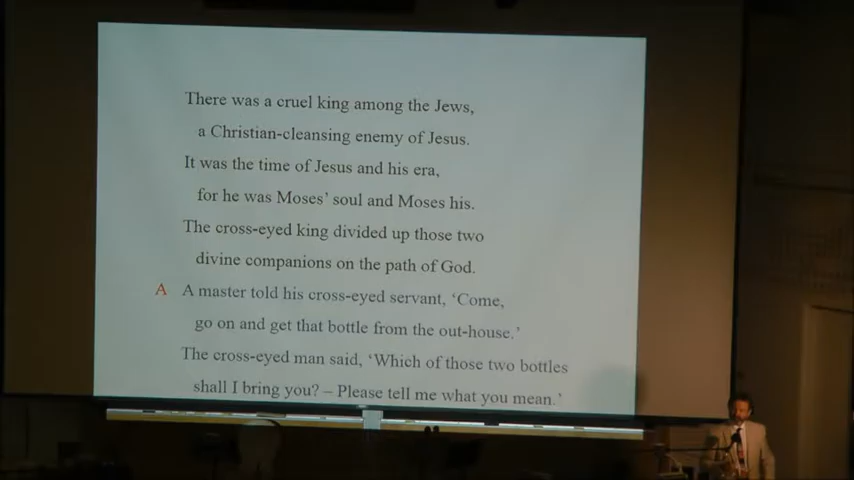 There was a cruel king among the Jews,
a Christian-cleansing enemy of Jesus.
It was the time of Jesus and his era,
for he was Moses’ soul and Moses his.
The cross-eyed king divided up those two
divine companions on the path of God.
A A master told his cross-eyed servant, ‘Come,
go on and get that bottle from the out-house.’
The cross-eyed man said, ‘Which of those two bottles
shall I bring you? – Please tell me what you mean.’